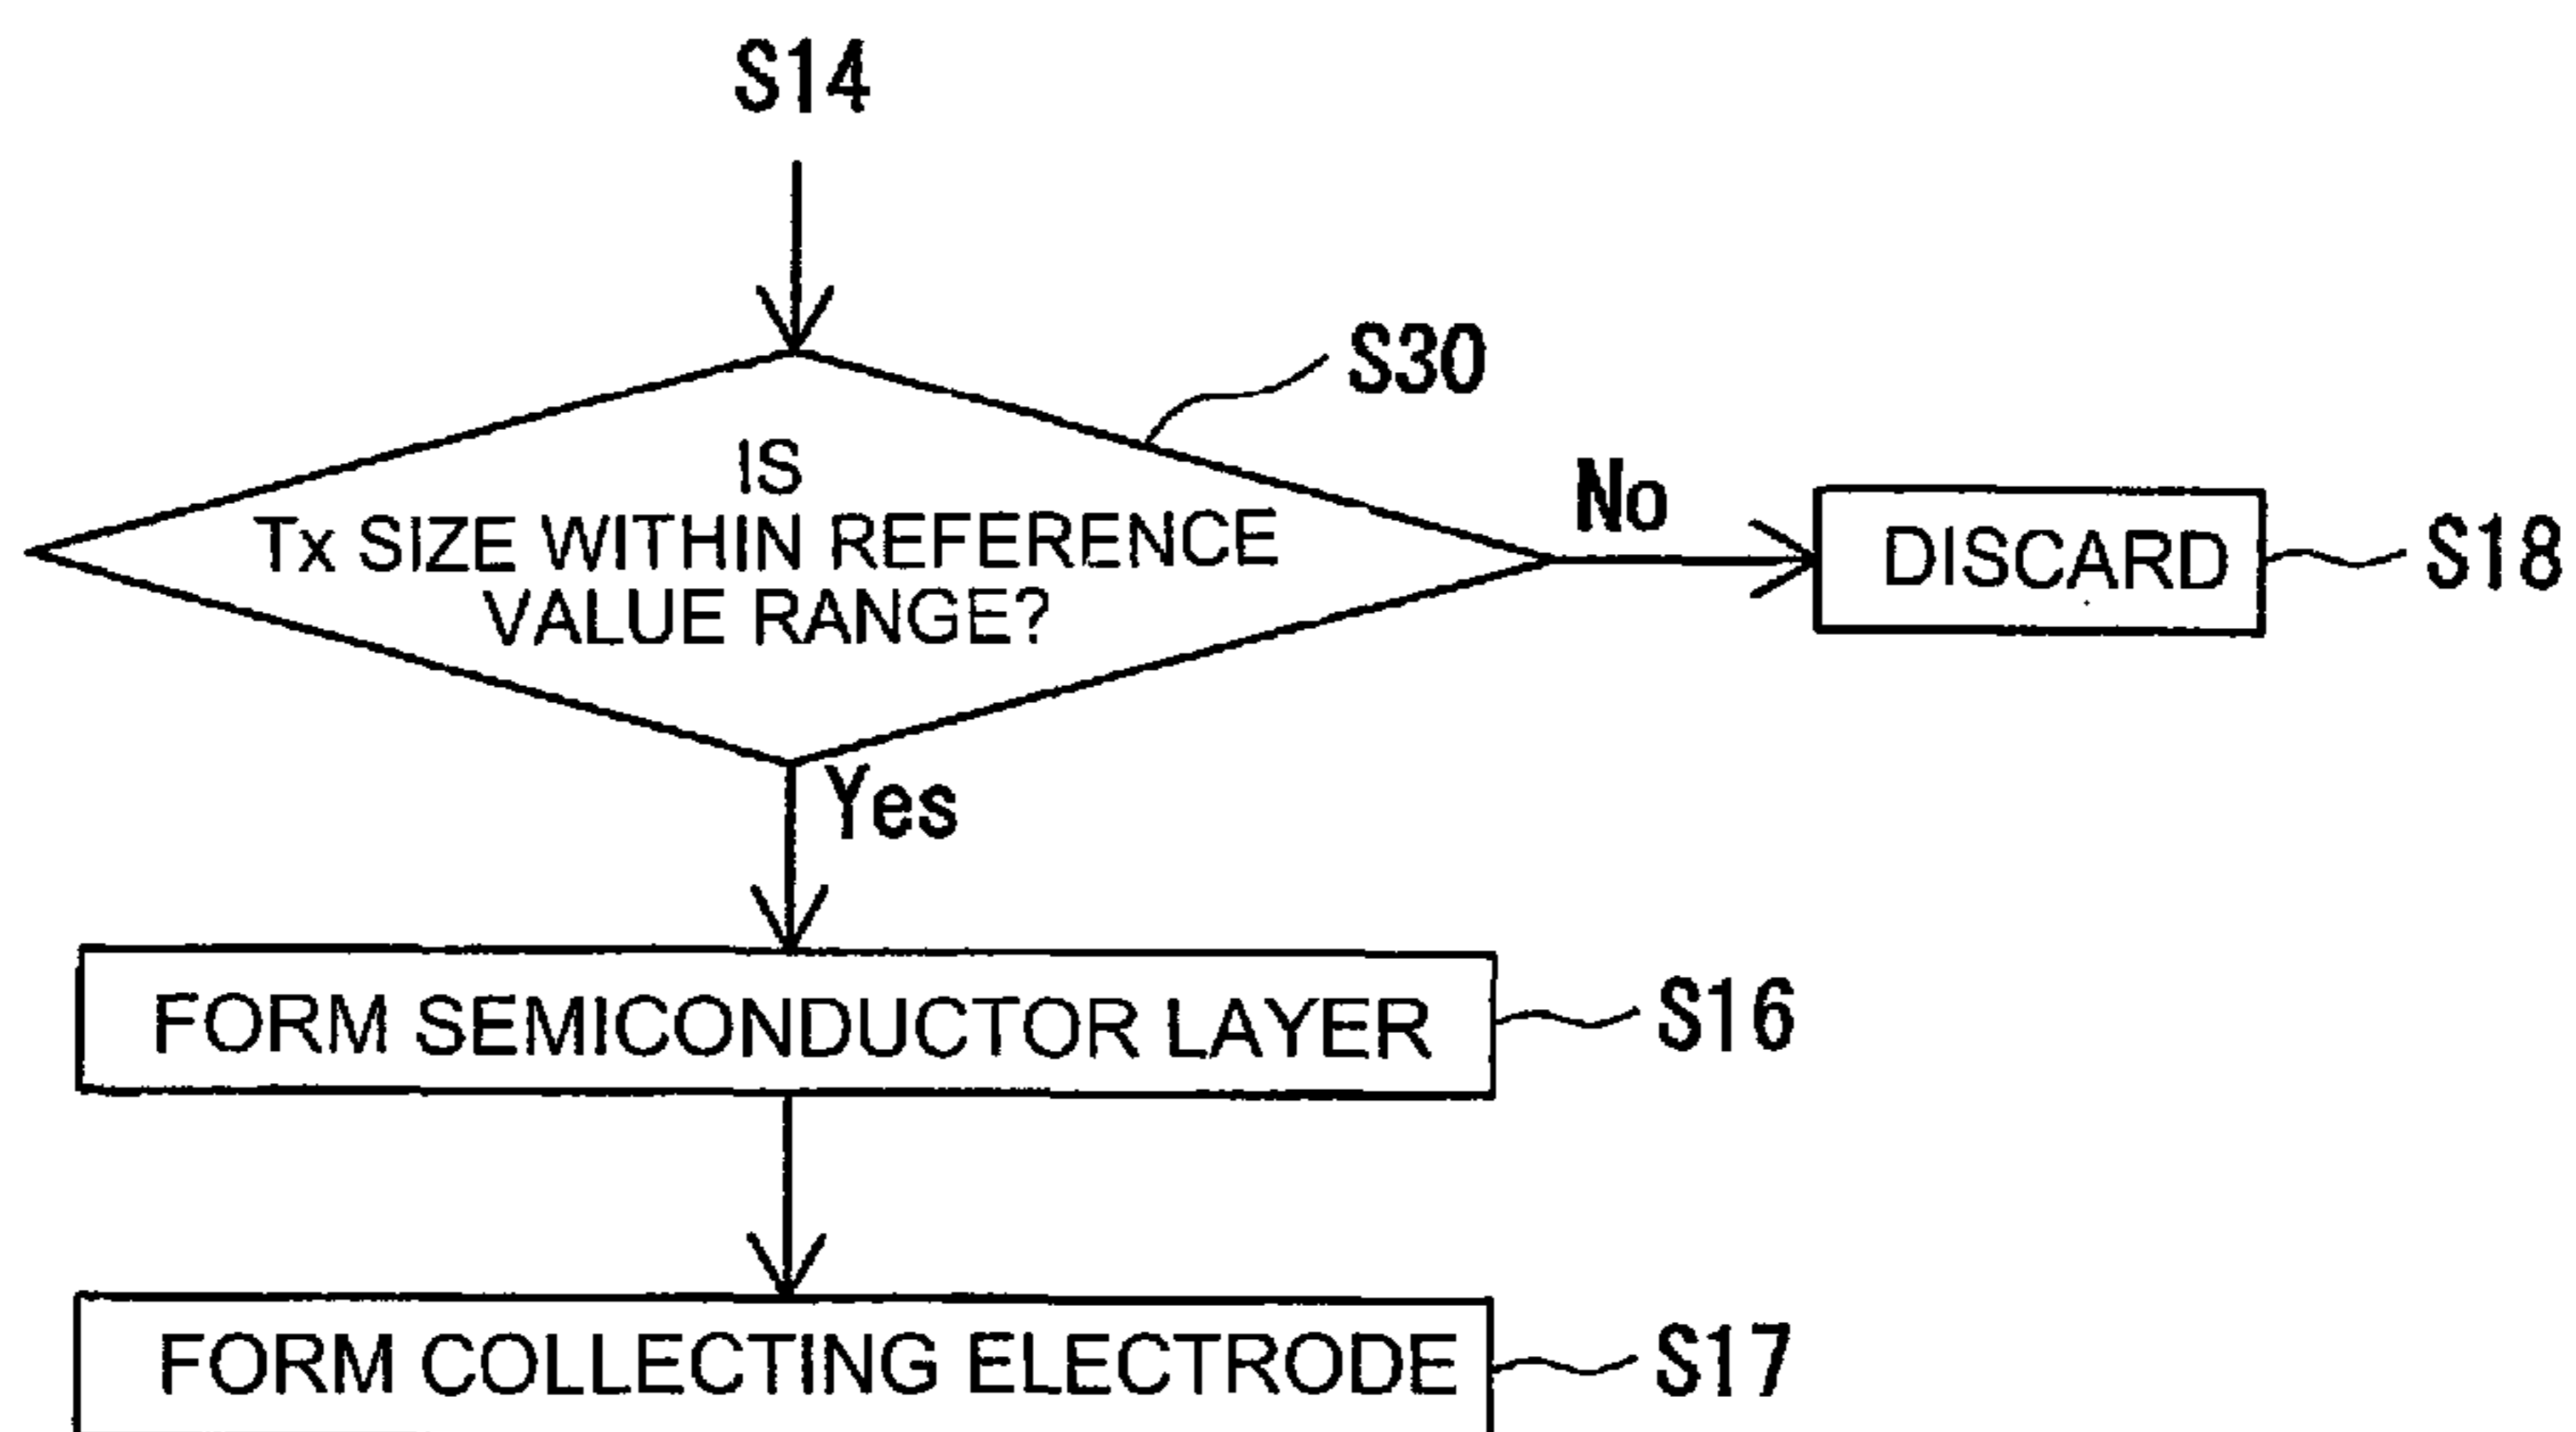 S14
S30
IS
Tx SIZE WITHIN REFERENCE
VALUE RANGE?
No
DISCARD
S18
Yes
FORM SEMICONDUCTOR LAYER
S16
FORM COLLECTING ELECTRODE
S17